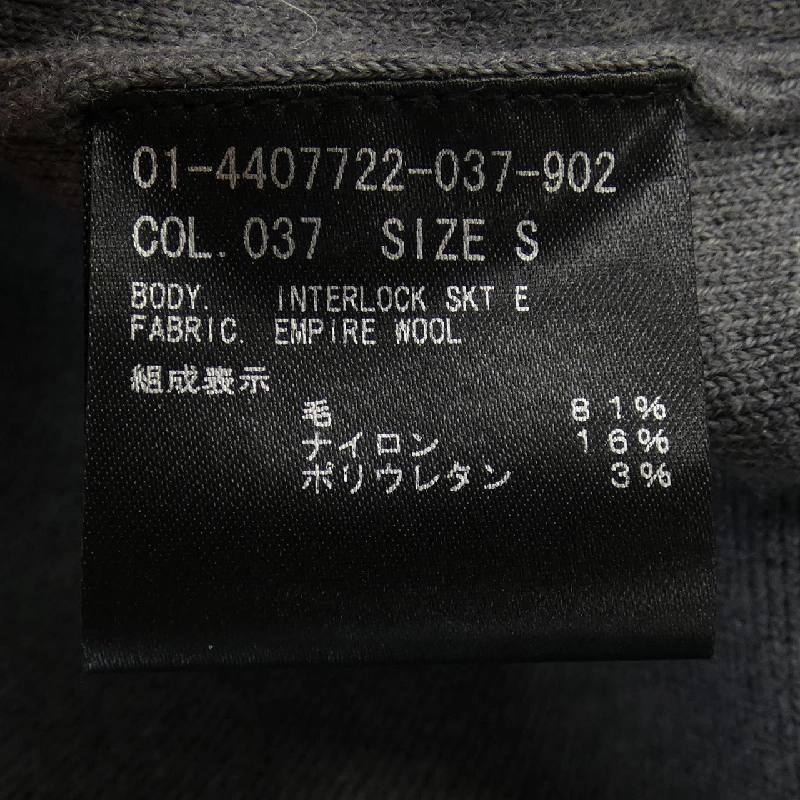 01-4407722-037-902
COL. 037 SIZE S
BODY. INTERLOCK SKT E
FABRIC. EMPIRE WOOL
組成表示
毛 81%
ナイロン 16%
ポリウレタン 3%